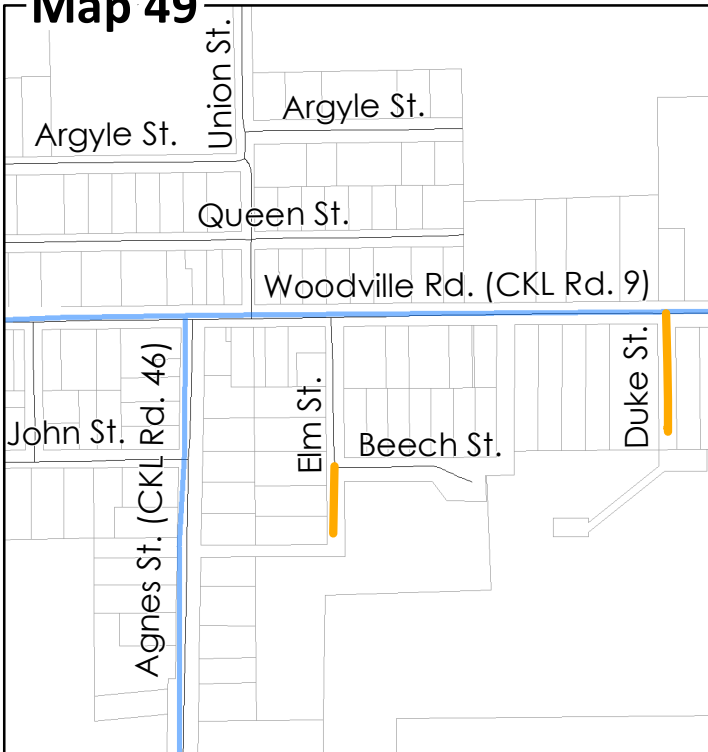 Map 49
Union St.
Argyle St.
Argyle St.
Queen St.
Woodville Rd. (CKL Rd. 9)
John St.
Agnes St. (CKL Rd. 46)
Elm St.
Beech St.
Duke St.